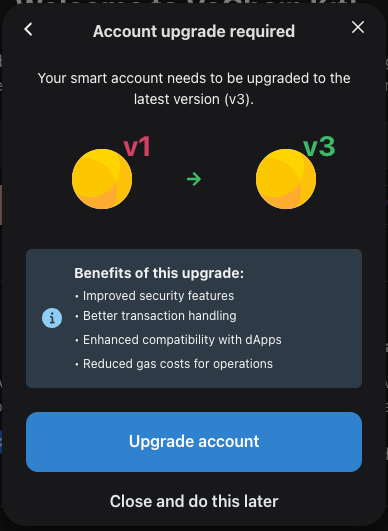 Account upgrade required
Your smart account needs to be upgraded to the
latest version (v3).
v1
v3
Benefits of this upgrade:
• Improved security features
• Better transaction handling
• Enhanced compatibility with dApps
• Reduced gas costs for operations
Upgrade account
Close and do this later